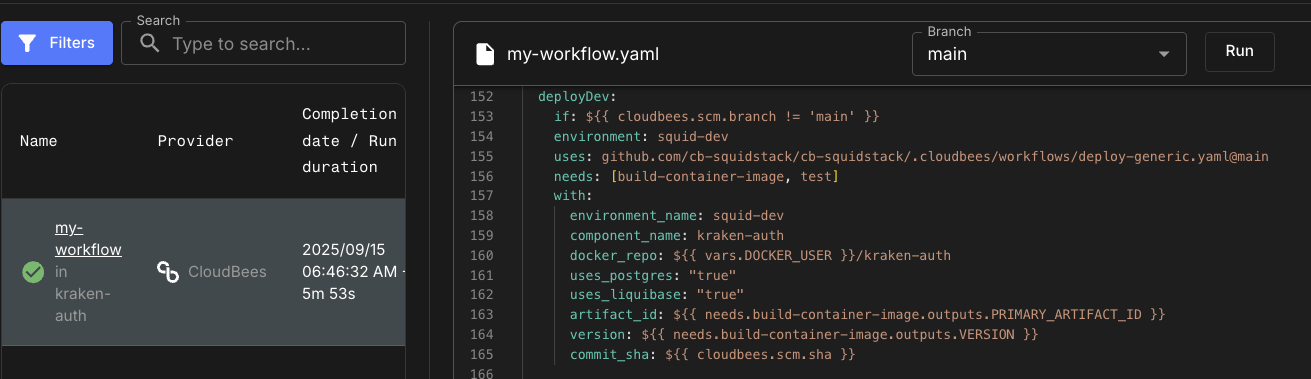 Filters
Search
Type to search...
Name
Provider
Completion
date / Run
duration
my-
workflow
in
kraken-
auth
CloudBees
2025/09/15
06:46:32 AM -
5m 53s
my-workflow.yaml
Branch
main
Run
152 deployDev:
153 if: ${{ cloudbees.scm.branch != 'main' }}
154 environment: squid-dev
155 uses: github.com/cb-squidstack/cb-squidstack/.cloudbees/workflows/deploy-generic.yaml@main
156 needs: [build-container-image, test]
157 with:
158 environment_name: squid-dev
159 component_name: kraken-auth
160 docker_repo: ${{ vars.DOCKER_USER }}/kraken-auth
161 uses_postgres: "true"
162 uses_liquibase: "true"
163 artifact_id: ${{ needs.build-container-image.outputs.PRIMARY_ARTIFACT_ID }}
164 version: ${{ needs.build-container-image.outputs.VERSION }}
165 commit_sha: ${{ cloudbees.scm.sha }}
166